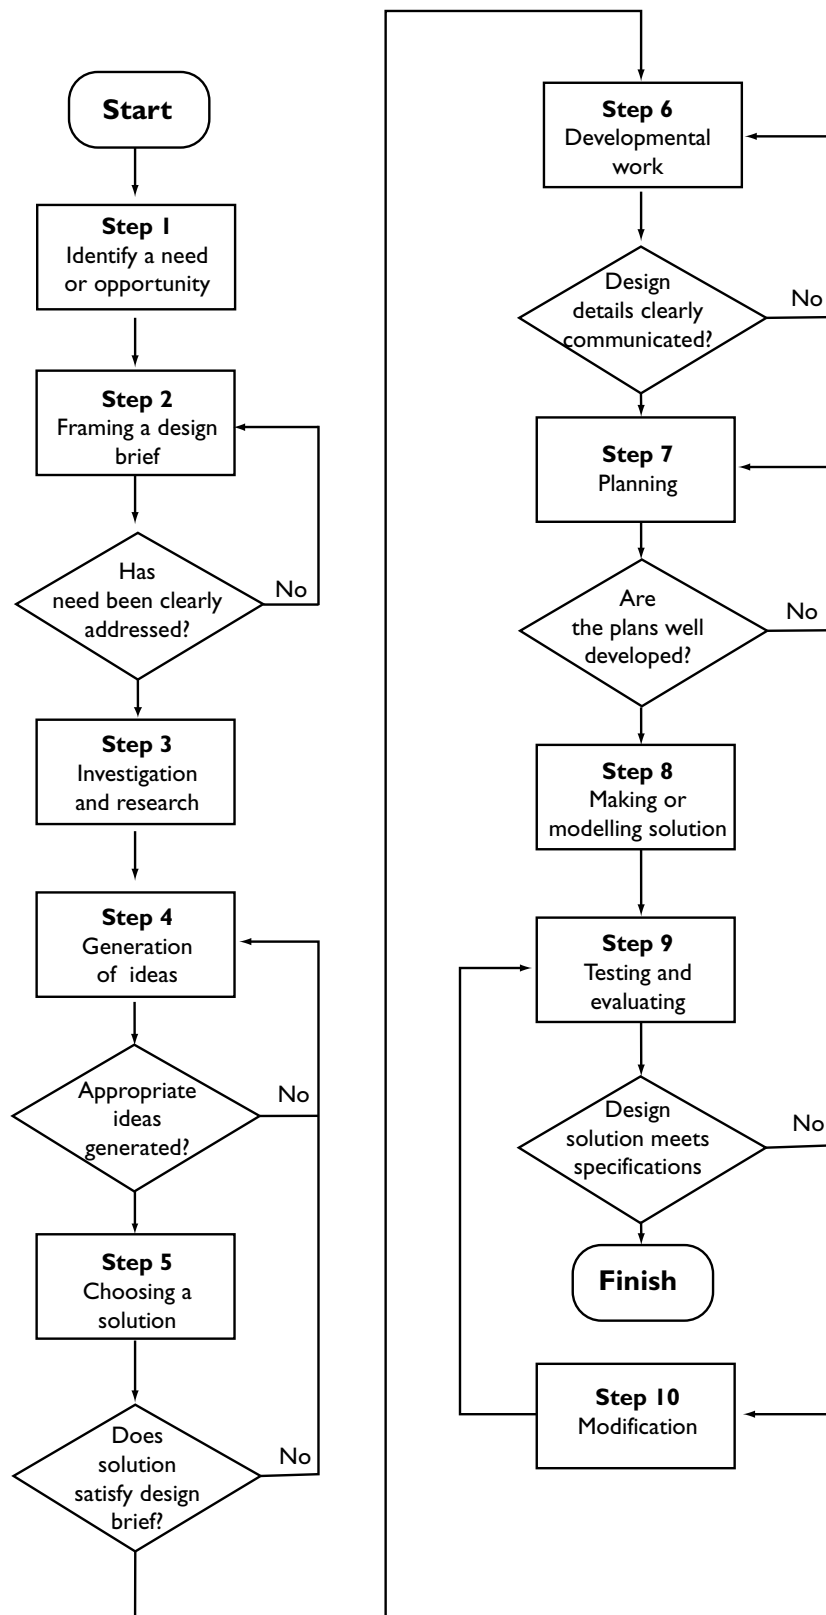 Start
Step 1
Identify a need
or opportunity
Step 2
Framing a design
brief
Has
need been clearly
addressed?
No
Step 3
Investigation
and research
Step 4
Generation
of ideas
Appropriate
ideas
generated?
No
Step 5
Choosing a
solution
Does
solution
satisfy design
brief?
No
Step 6
Developmental
work
Design
details clearly
communicated?
No
Step 7
Planning
Are
the plans well
developed?
No
Step 8
Making or
modelling solution
Step 9
Testing and
evaluating
Design
solution meets
specifications
No
Finish
Step 10
Modification